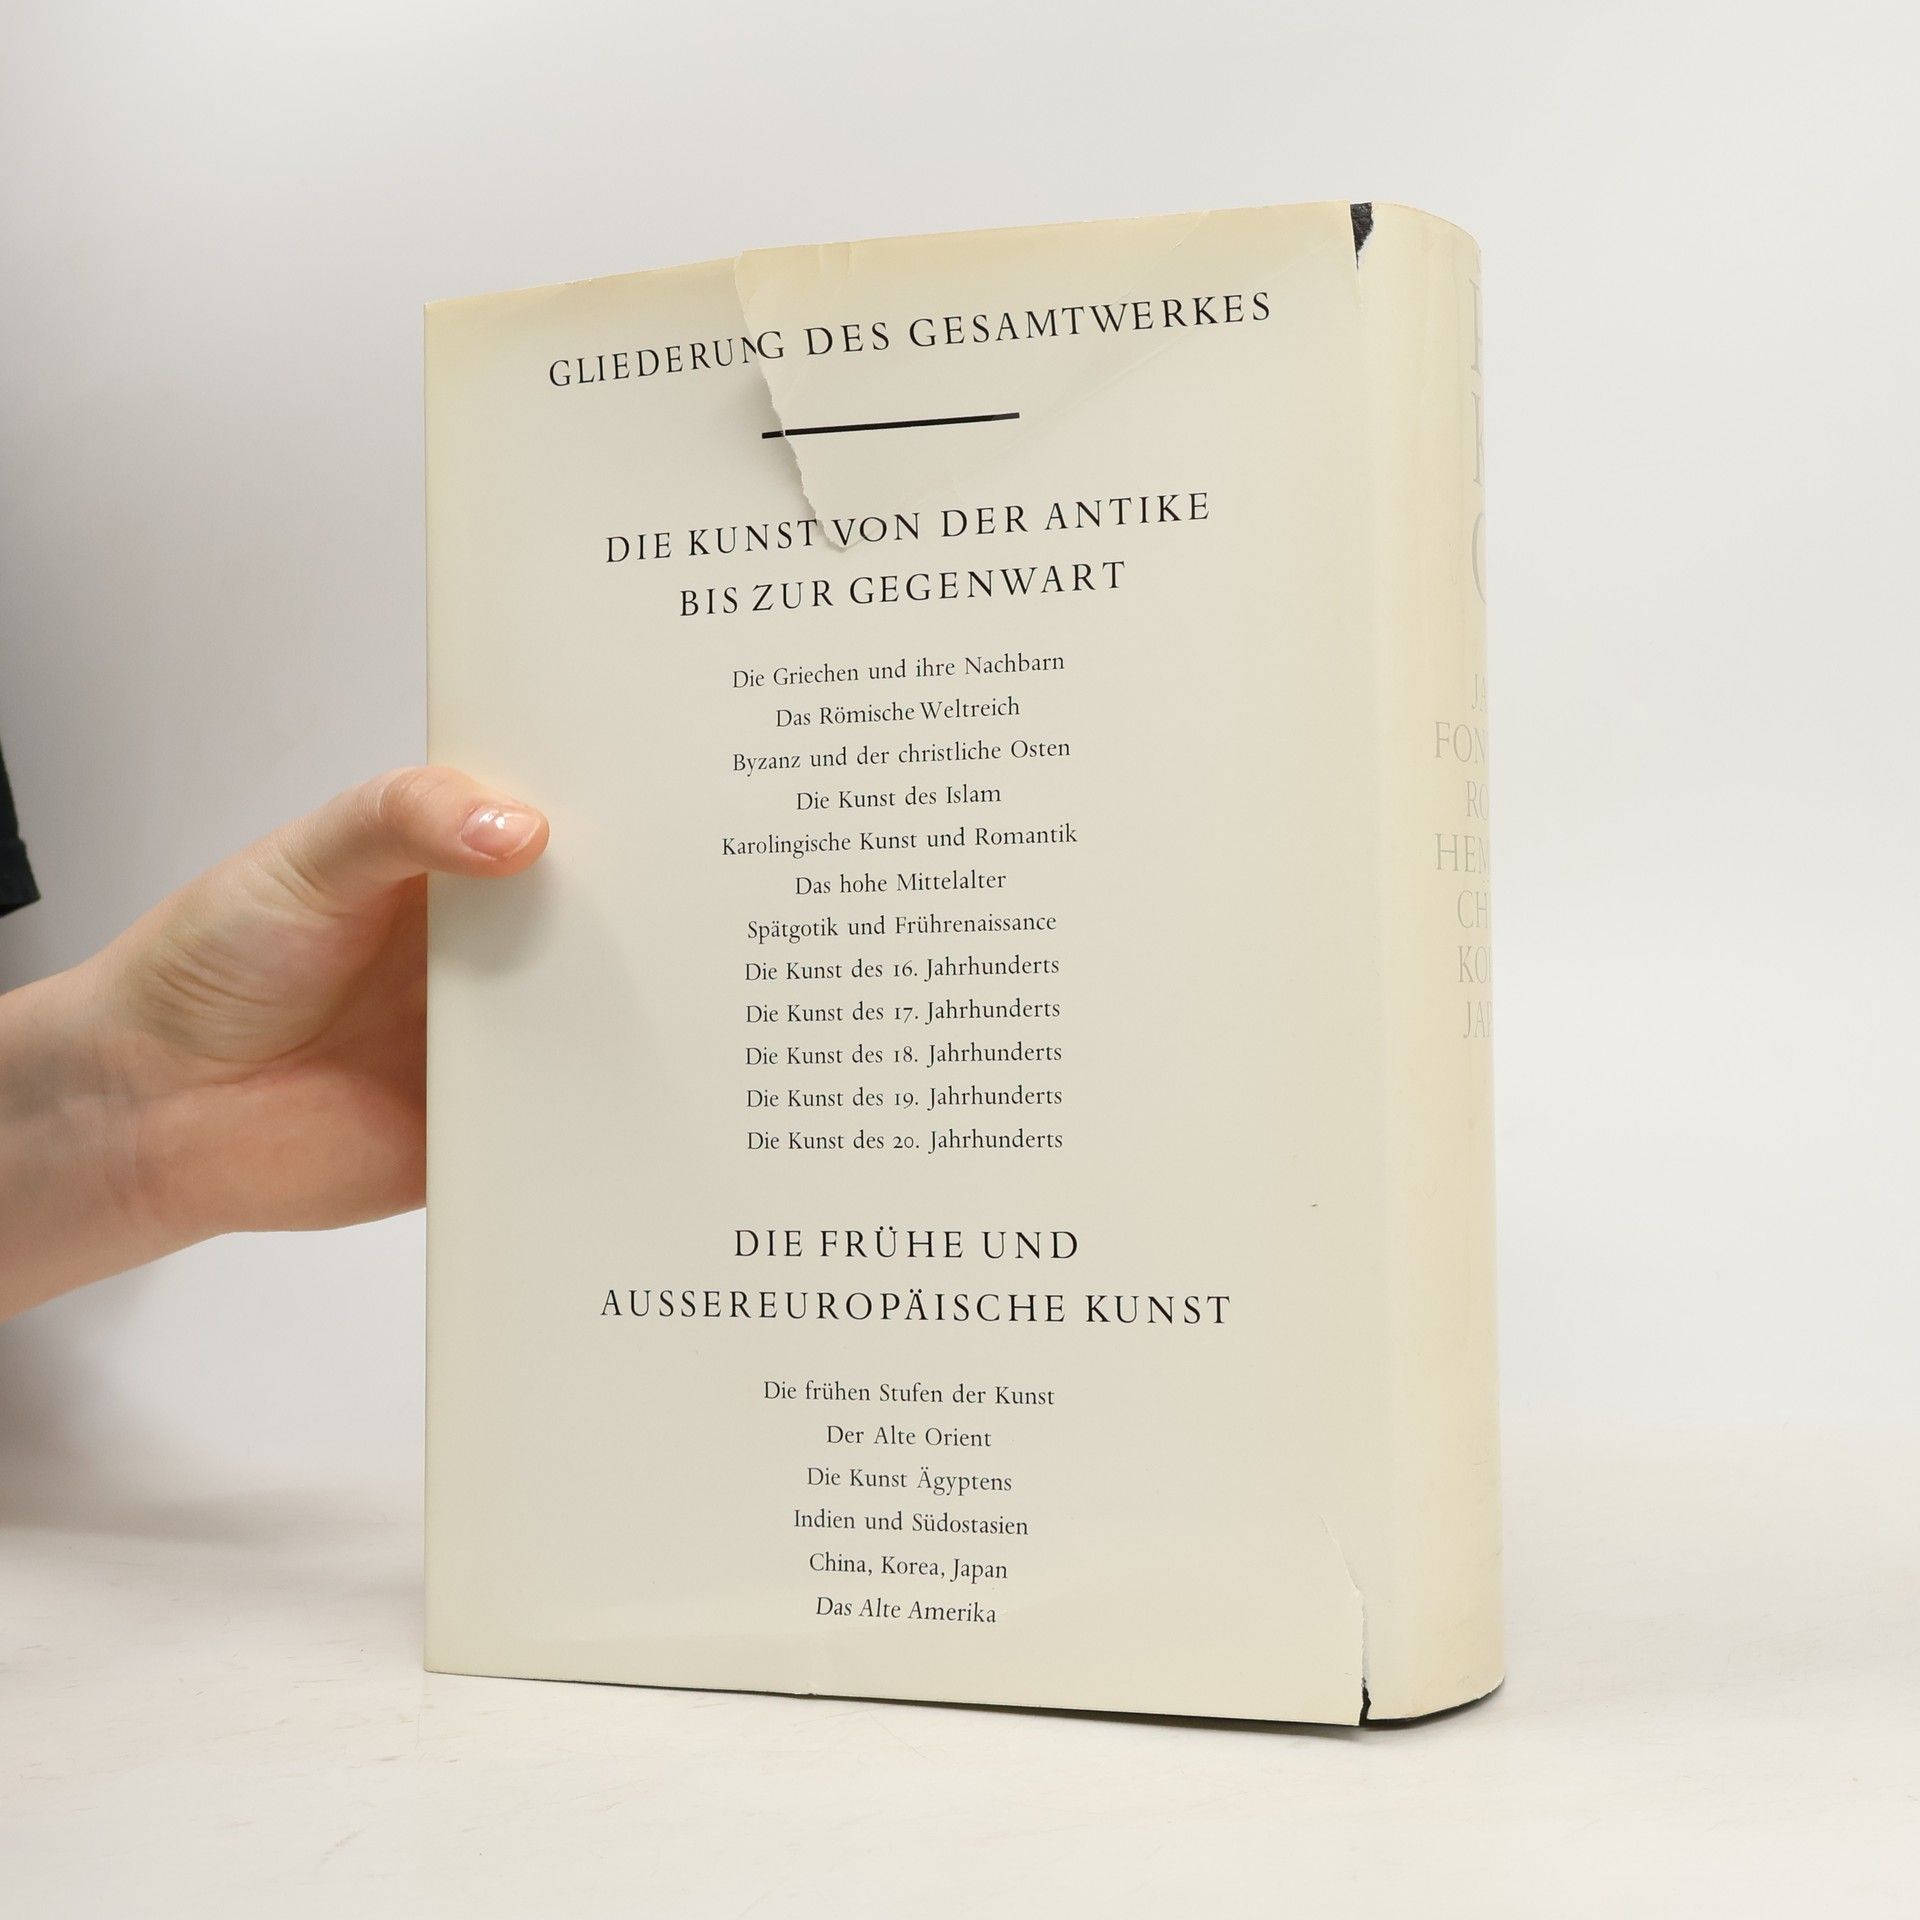 GLIEDERUNG DES GESAMTWERKES
DIE KUNST VON DER ANTIKE
BIS ZUR GEGENWART
Die Griechen und ihre Nachbarn
Das Römische Weltreich
Byzanz und der christliche Osten
Die Kunst des Islam
Karolingische Kunst und Romantik
Das hohe Mittelalter
Spätgotik und Frührenaissance
Die Kunst des 16. Jahrhunderts
Die Kunst des 17. Jahrhunderts
Die Kunst des 18. Jahrhunderts
Die Kunst des 19. Jahrhunderts
Die Kunst des 20. Jahrhunderts
DIE FRÜHE UND
AUSSEREUROPÄISCHE KUNST
Die frühen Stufen der Kunst
Der Alte Orient
Die Kunst Ägyptens
Indien und Südostasien
China, Korea, Japan
Das Alte Amerika